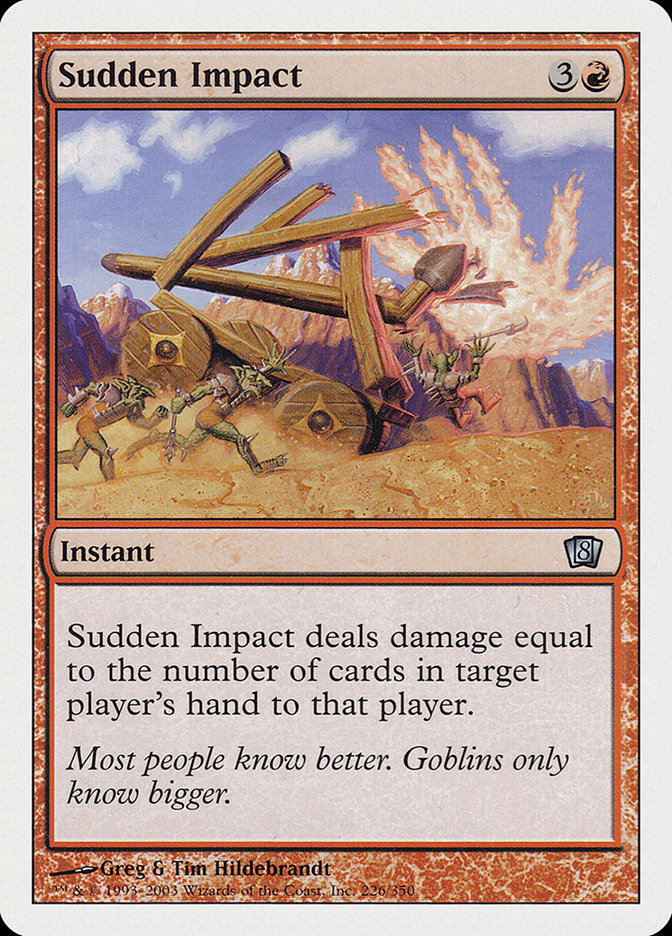 Sudden Impact 3
Instant 8
Sudden Impact deals damage equal
to the number of cards in target
player's hand to that player.
Most people know better. Goblins only
know bigger.
Greg & Tim Hildebrandt
™ & © 1993–2003 Wizards of the Coast, Inc. 226/350